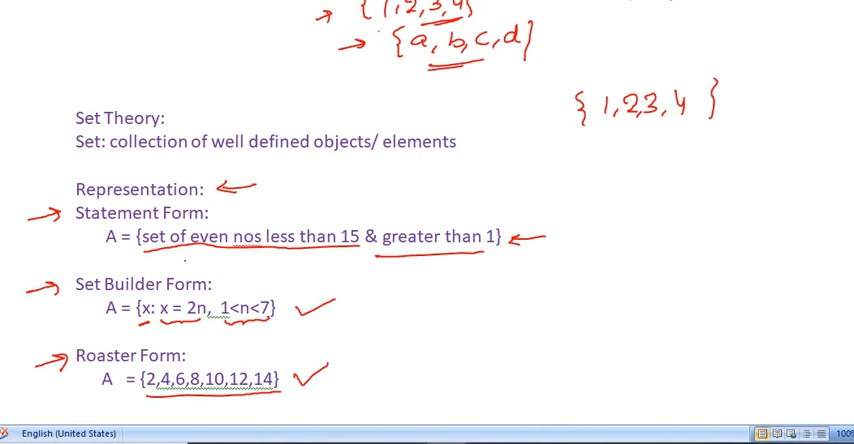 {1,2,3,4}
{a, b, c, d}
{ 1, 2, 3, 4 }
Set Theory:
Set: collection of well defined objects/ elements
Representation:
Statement Form:
A = {set of even nos less than 15 & greater than 1}
Set Builder Form:
A = {x: x = 2n, 1<n<7}
Roaster Form:
A = {2,4,6,8,10,12,14}
English (United States)
100%